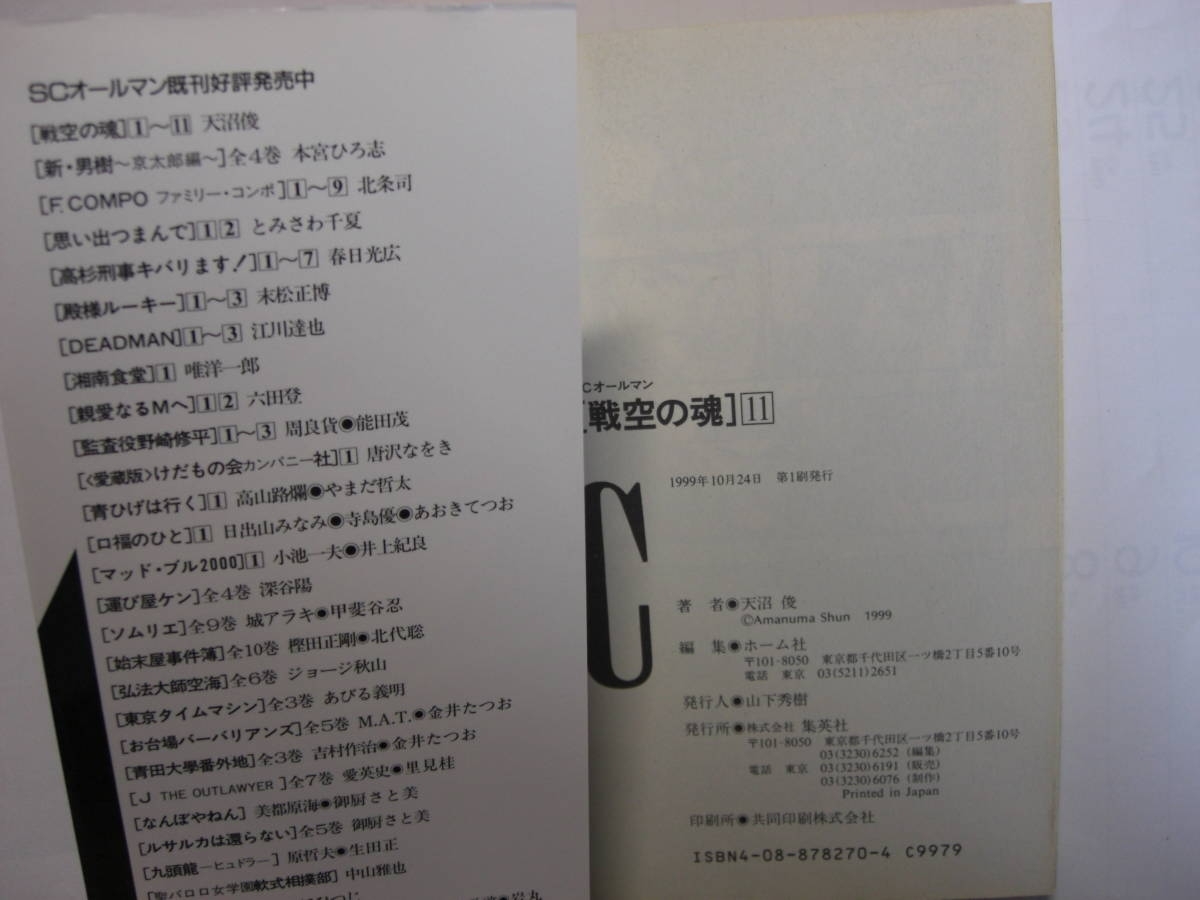 SCオールマン既刊好評発売中
[戦空の魂]1〜11 天沼俊
[新・男樹〜京太郎編〜]全4巻 本宮ひろ志
[F.COMPO ファミリー・コンポ]1〜9 北条司
[思い出つまんで]12 とみさわ千夏
[高杉刑事キバります!]1〜7 春日光広
[殿様ルーキー]1〜3 末松正博
[DEADMAN]1〜3 江川達也
[湘南食堂]1 唯洋一郎
[親愛なるMへ]12 六田登
[監査役野崎修平]1〜3 周良貨◉能田茂
[〈愛蔵版〉けだもの会カンパニー社]1 唐沢なをき
[青ひげは行く]1 高山路爛◉やまだ哲太
[口福のひと]1 日出山みなみ◉寺島優◉あおきてつお
[マッド・ブル2000]1 小池一夫◉井上紀良
[運び屋ケン]全4巻 深谷陽
[ソムリエ]全9巻 城アラキ◉甲斐谷忍
[始末屋事件簿]全10巻 樫田正剛◉北代聡
[弘法大師空海]全6巻 ジョージ秋山
[東京タイムマシン]全3巻 あびる義明
[お台場バーバリアンズ]全5巻 M.A.T.◉金井たつお
[青田大學番外地]全3巻 吉村作治◉金井たつお
[J THE OUTLAWYER]全7巻 愛英史◉里見桂
[なんぼやねん] 美都原海◉御厨さと美
[ルサルカは還らない]全5巻 御厨さと美
[九頭龍―ヒュドラ―] 原哲夫◉生田正
[聖バロロ女学園軟式相撲部] 中山雅也
Cオールマン
[戦空の魂]11
1999年10月24日 第1刷発行
C
著者◉天沼 俊
©Amanuma Shun 1999
編集◉ホーム社
〒101-8050 東京都千代田区一ツ橋2丁目5番10号
電話 東京 03(5211)2651
発行人◉山下秀樹
発行所◉株式会社 集英社
〒101-8050 東京都千代田区一ツ橋2丁目5番10号
03(3230)6252(編集)
電話 東京 03(3230)6191(販売)
03(3230)6076(制作)
Printed in Japan
印刷所◉共同印刷株式会社
ISBN4-08-878270-4 C9979